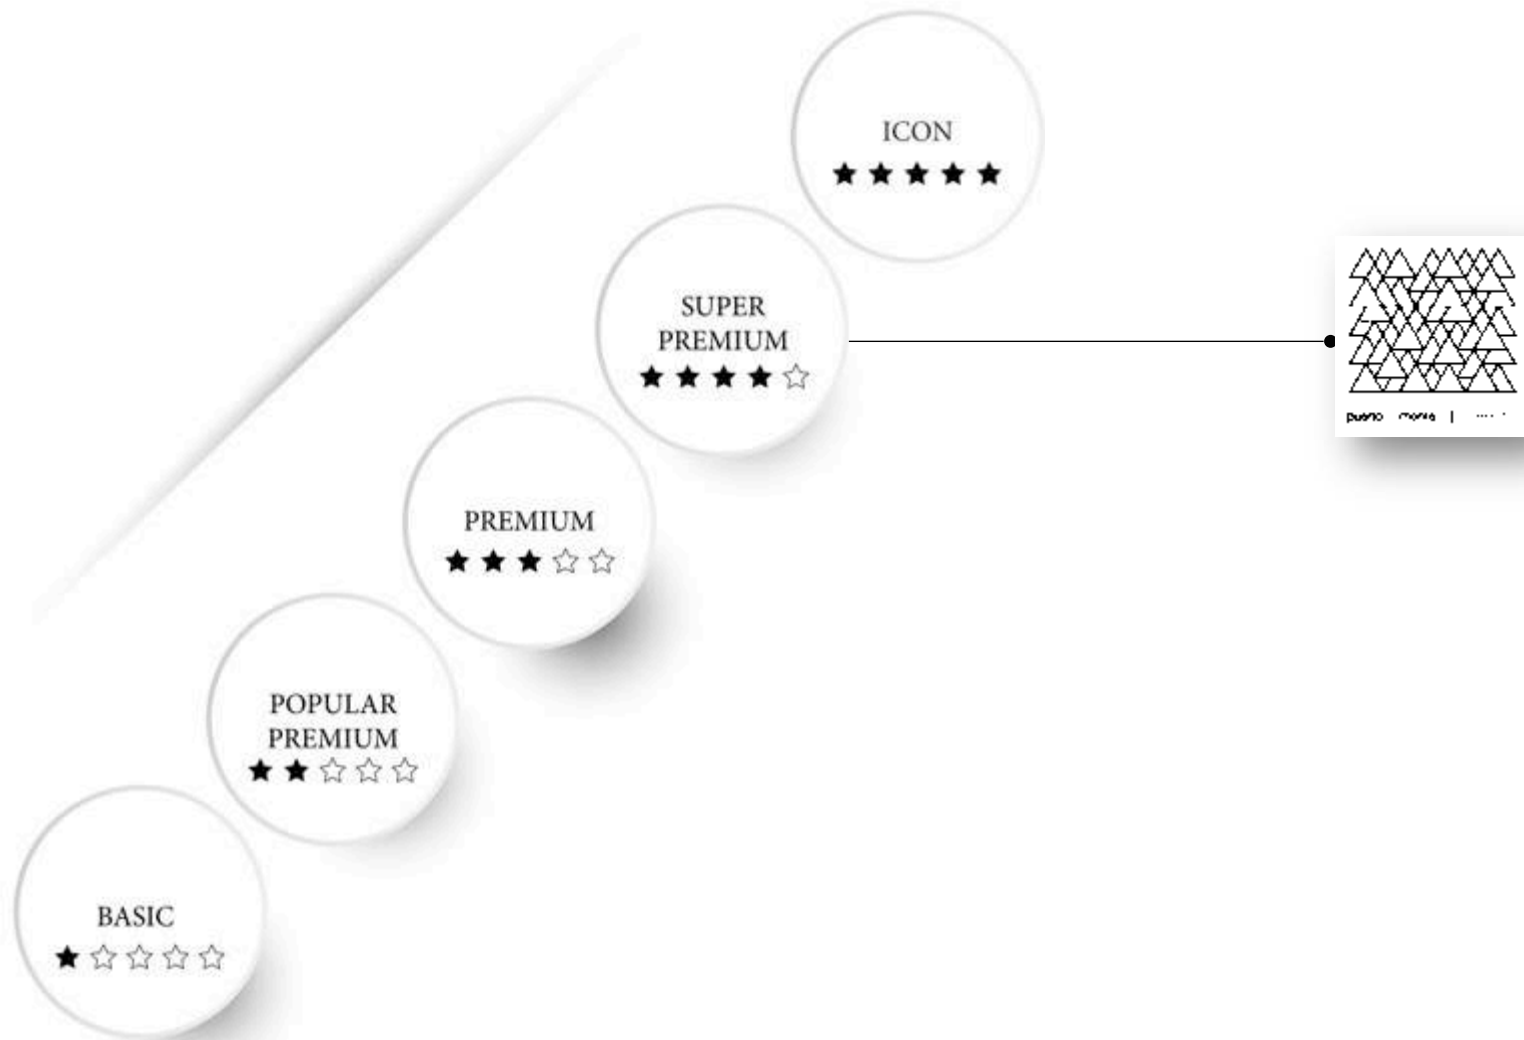 ICON
★★★★★
SUPER
PREMIUM
★★★★☆
PREMIUM
★★★☆☆
POPULAR
PREMIUM
★★☆☆☆
BASIC
★☆☆☆☆